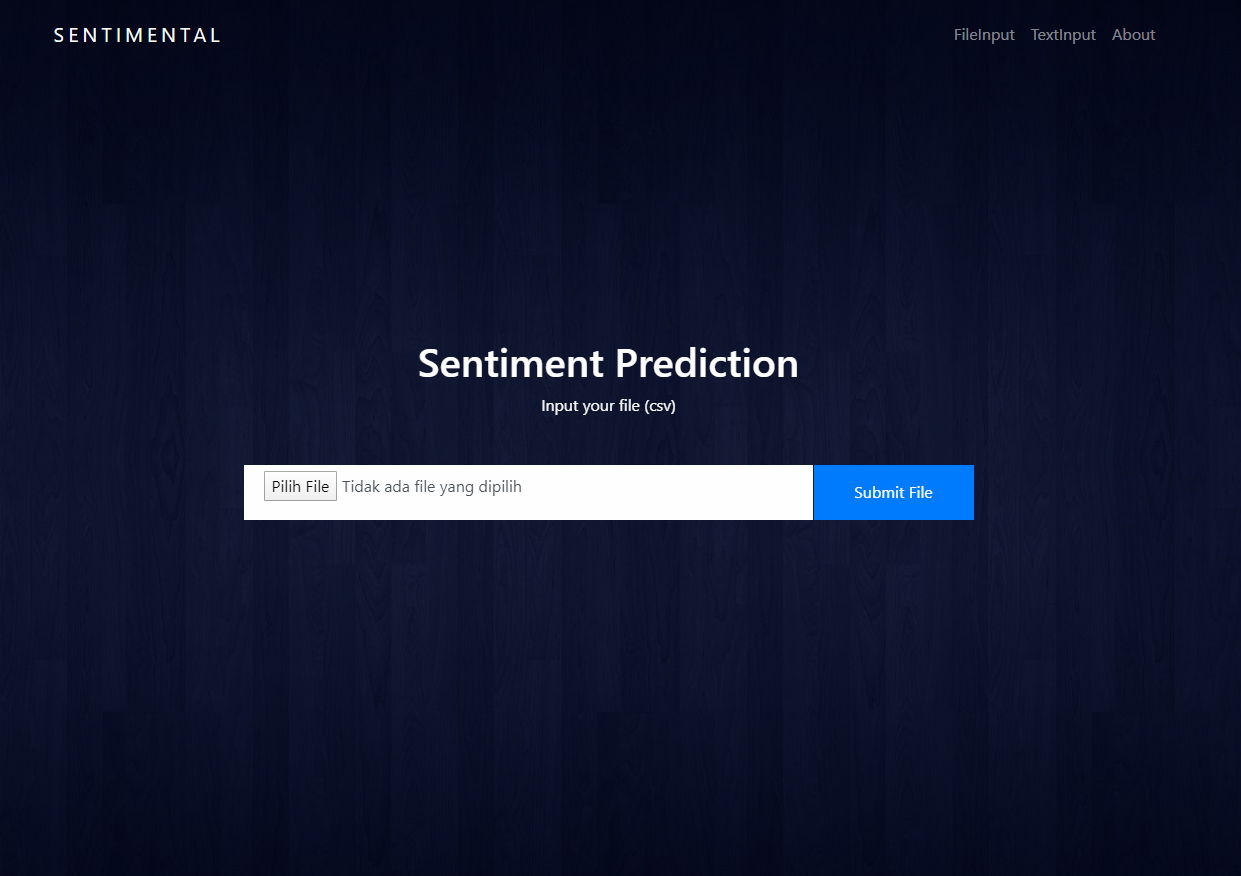 SENTIMENTAL
FileInput TextInput About
Sentiment Prediction
Input your file (csv)
Pilih File Tidak ada file yang dipilih
Submit File